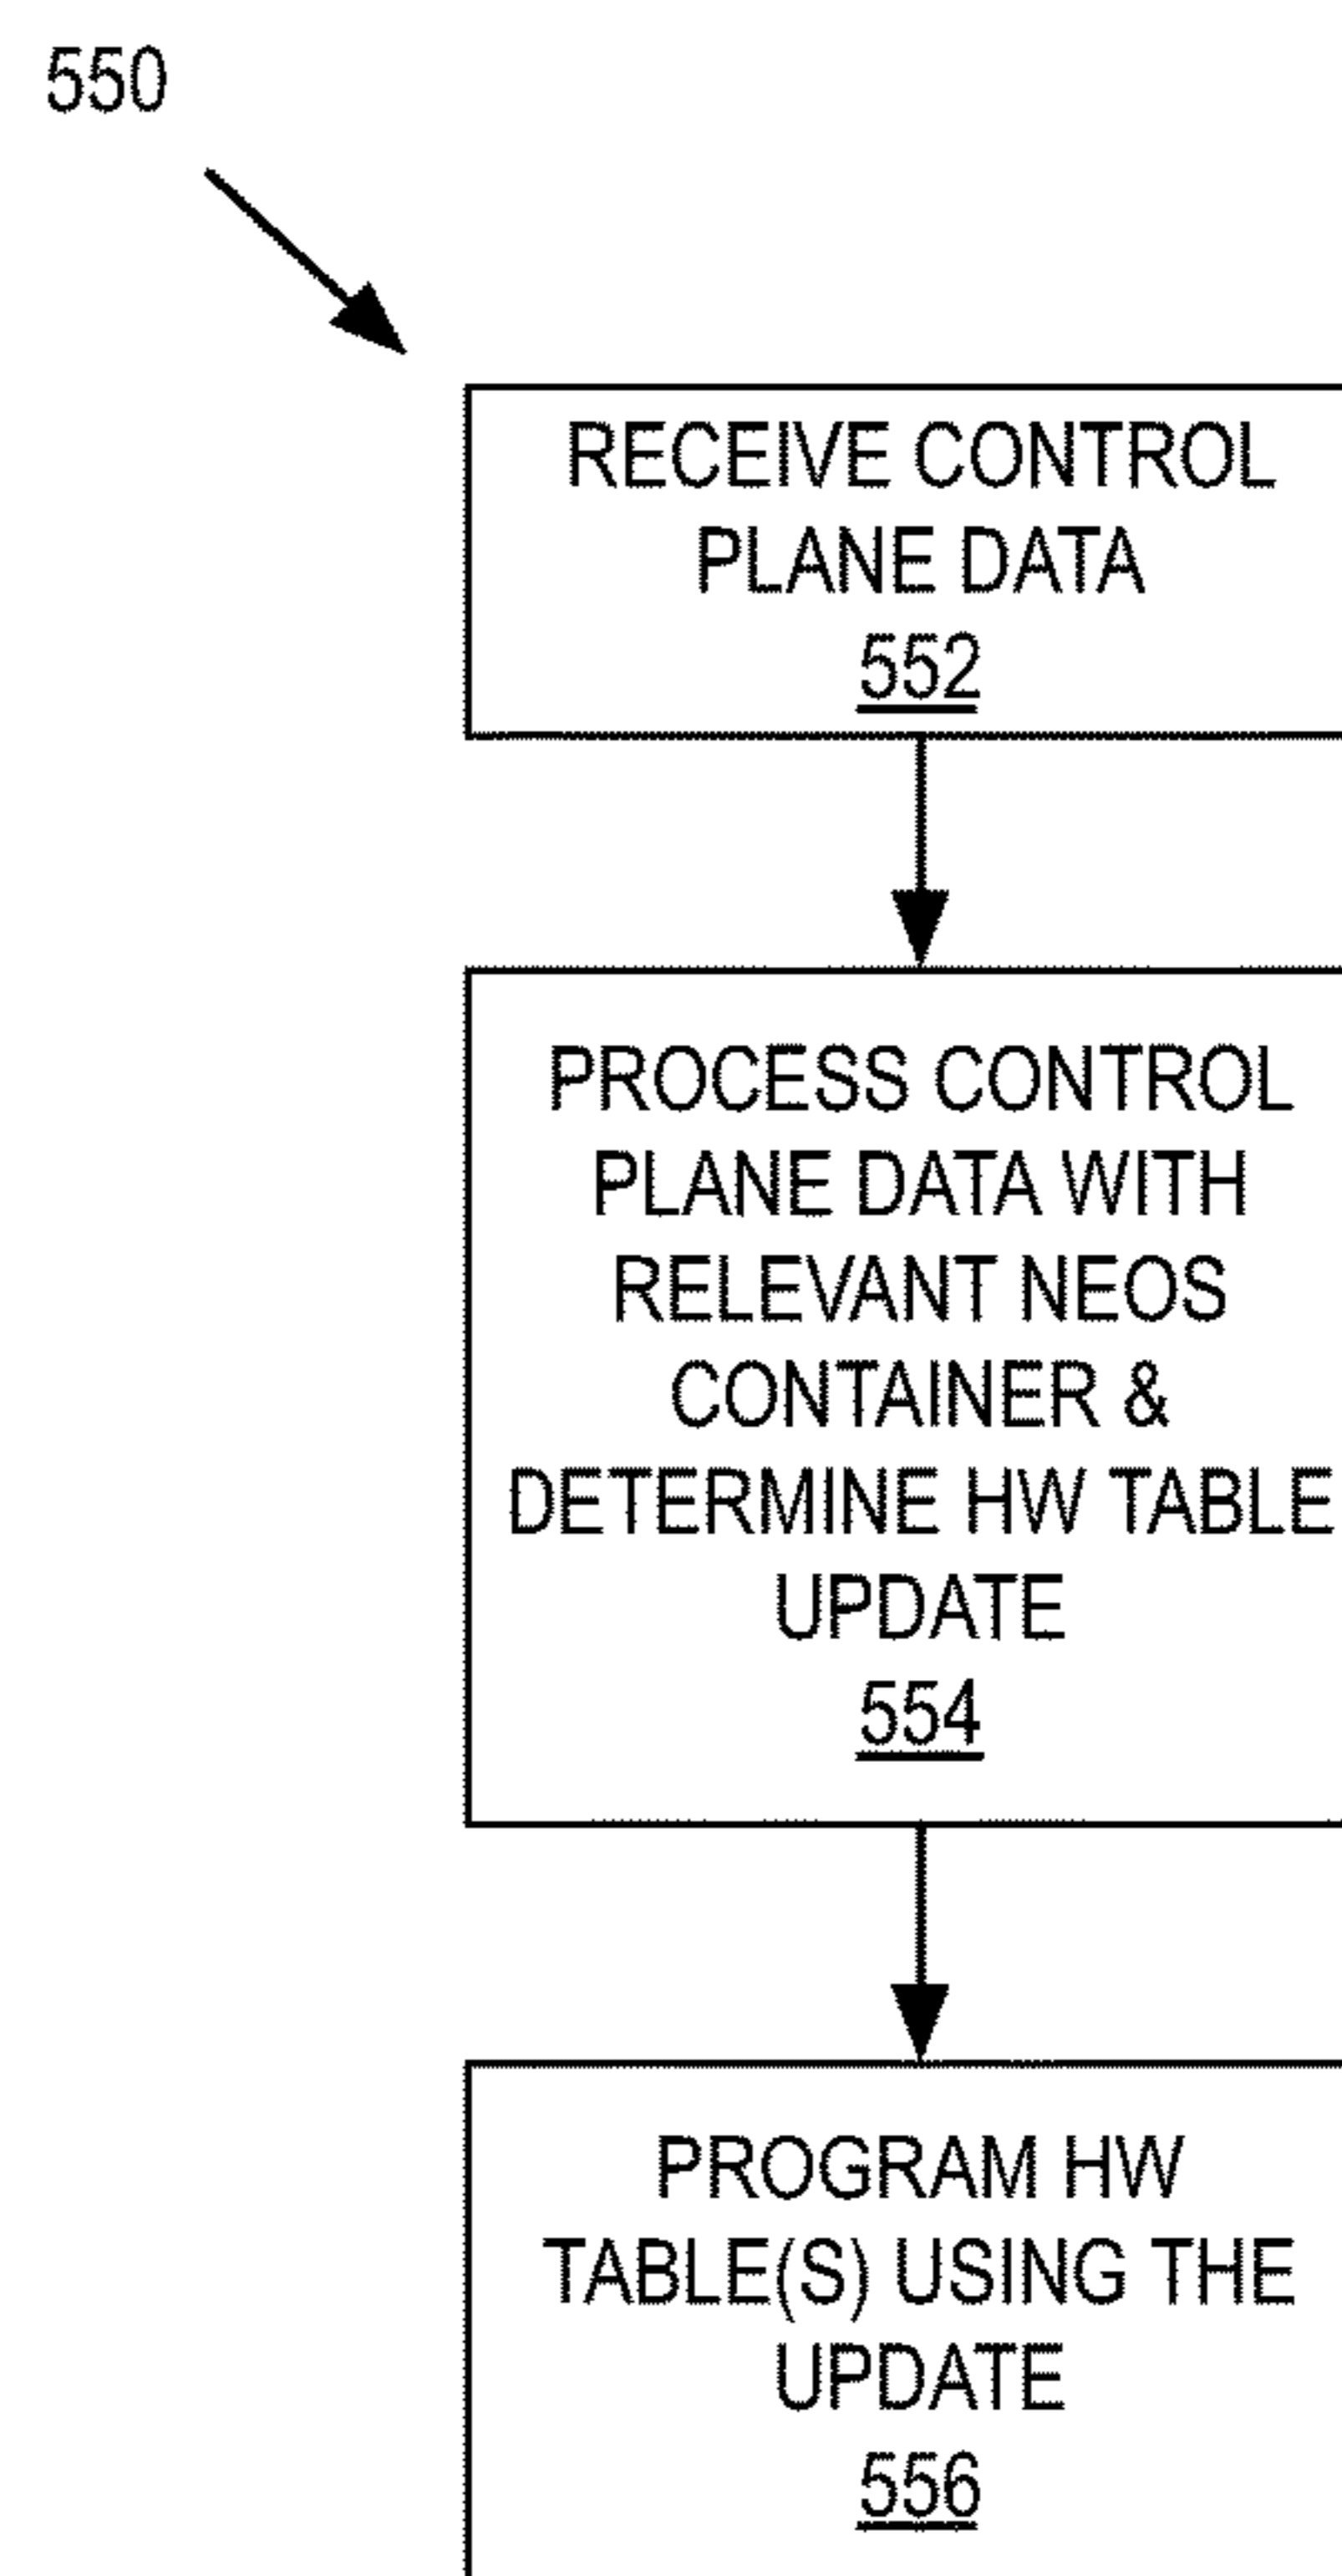 550
RECEIVE CONTROL
PLANE DATA
552
PROCESS CONTROL
PLANE DATA WITH
RELEVANT NEOS
CONTAINER &
DETERMINE HW TABLE
UPDATE
554
PROGRAM HW
TABLE(S) USING THE
UPDATE
556